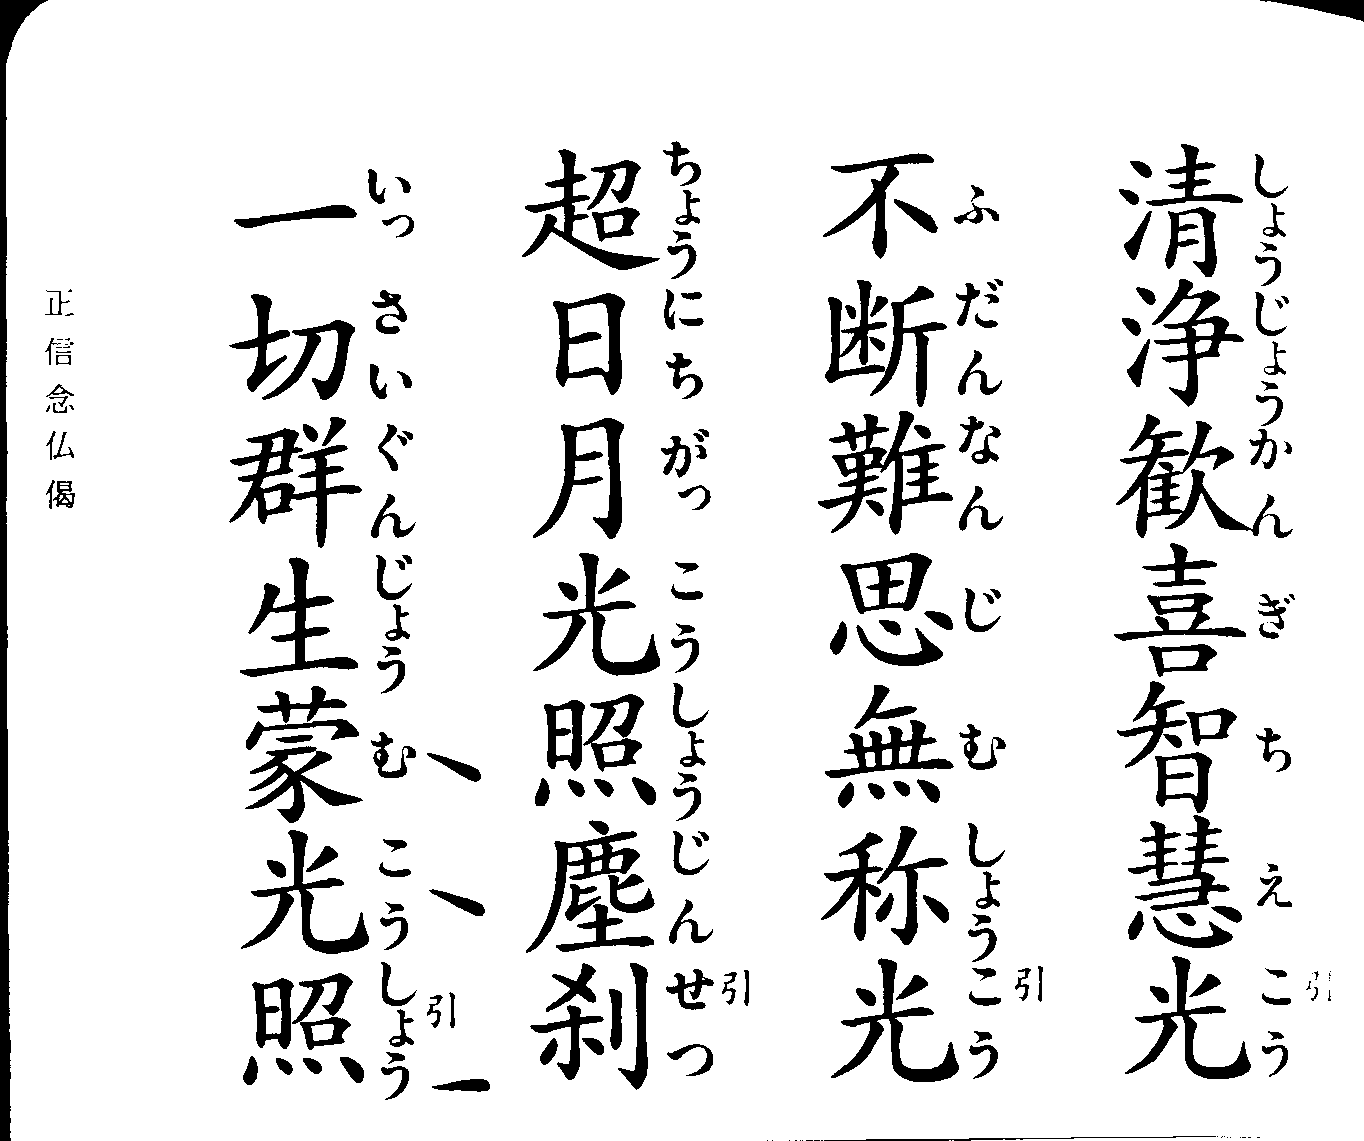 清浄歓喜智慧光
しょうじょうかんぎちえこう
引
不断難思無称光
ふだんなんじむしょうこう
引
超日月光照塵刹
ちょうにちがっこうしょうじんせつ
引
一切群生蒙光照
いっさいぐんじょうむこうしょう
引
正信念仏偈